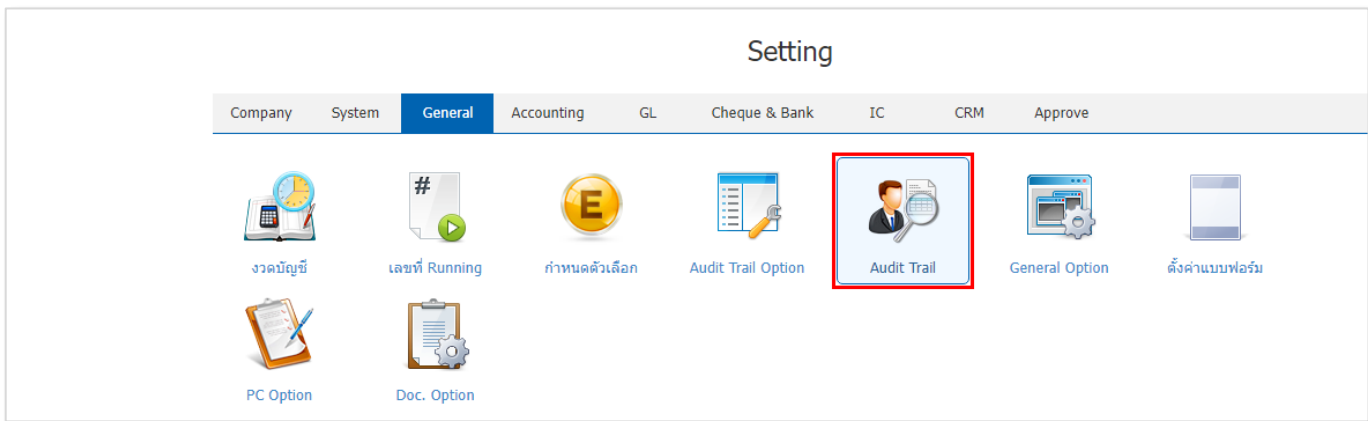 Setting
Company System General Accounting GL Cheque & Bank IC CRM Approve
#
E
งวดบัญชี เลขที่ Running กำหนดตัวเลือก Audit Trail Option Audit Trail General Option ตั้งค่าแบบฟอร์ม
PC Option Doc. Option